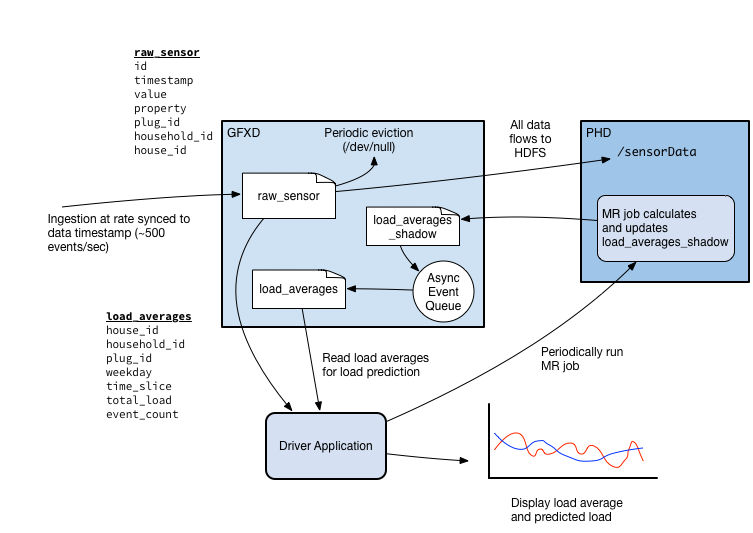 raw_sensor
id
timestamp
value
property
plug_id
household_id
house_id
GFXD
Periodic eviction
(/dev/null)
All data
flows to
HDFS
PHD
/sensorData
raw_sensor
Ingestion at rate synced to
data timestamp (~500
events/sec)
load_averages
_shadow
MR job calculates
and updates
load_averages_shadow
Async
Event
Queue
load_averages
load_averages
house_id
household_id
plug_id
weekday
time_slice
total_load
event_count
Read load averages
for load prediction
Periodically run
MR job
Driver Application
Display load average
and predicted load